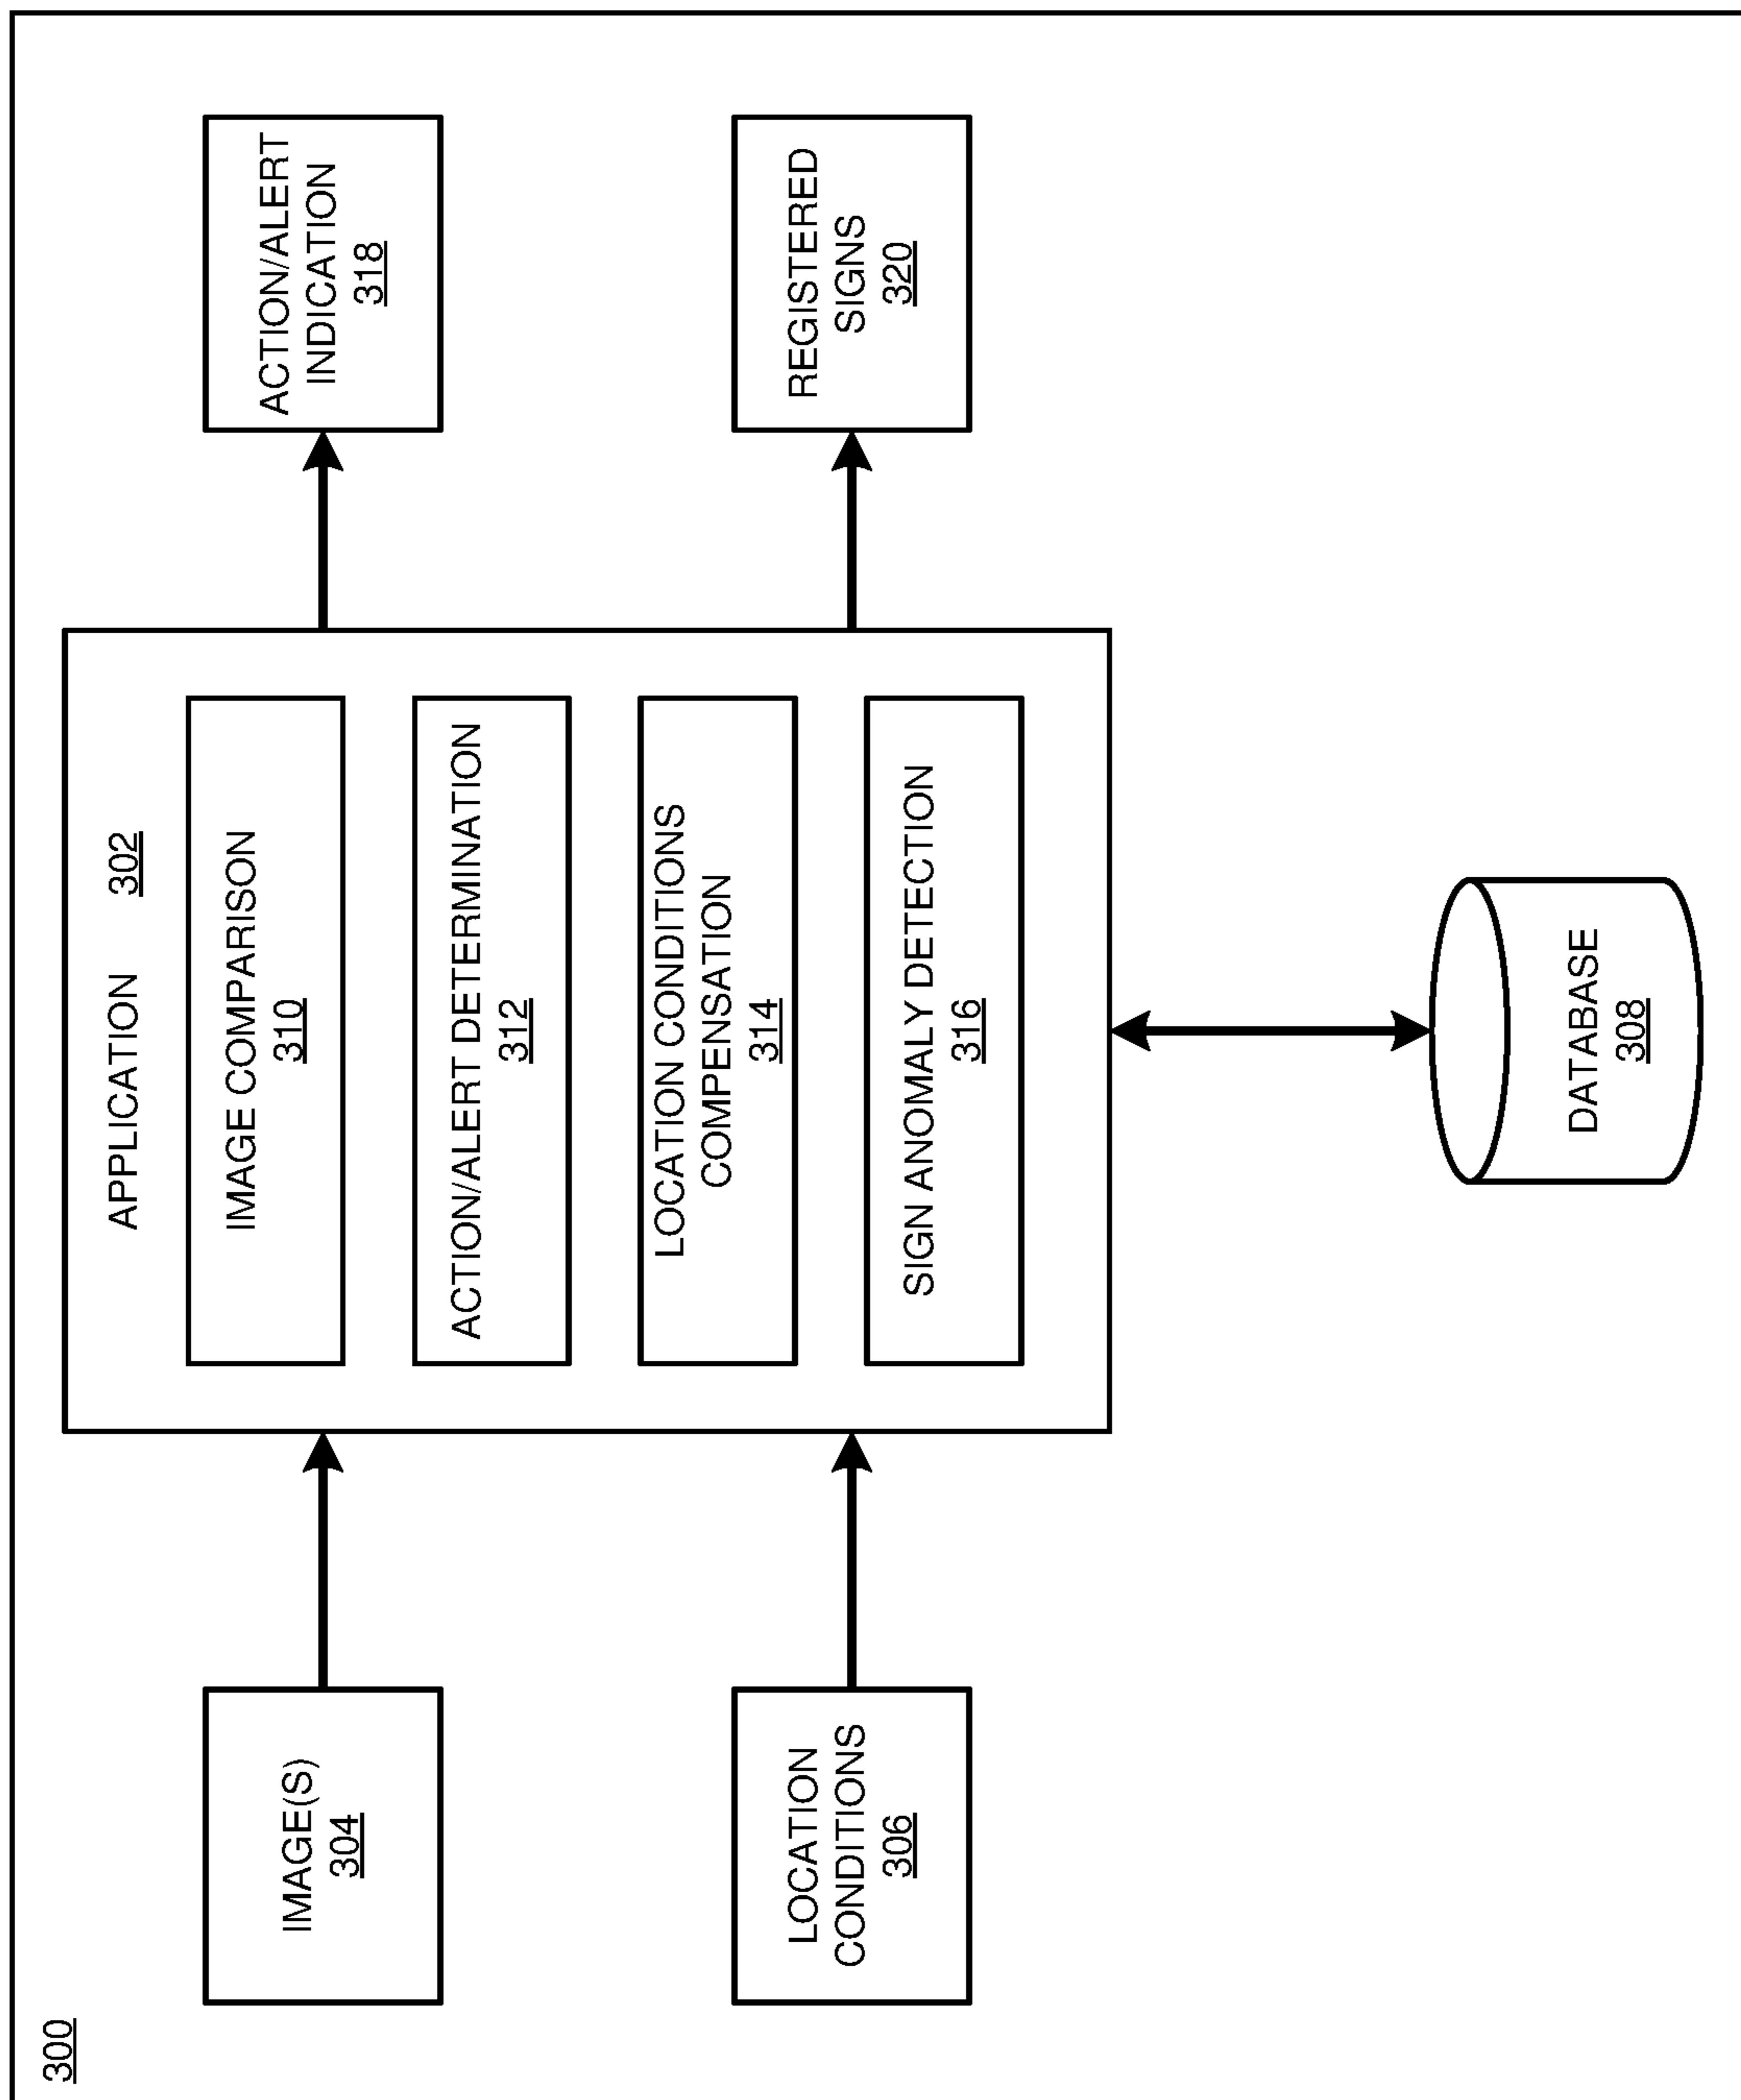 300
IMAGE(S)
304
LOCATION
CONDITIONS
306
APPLICATION 302
IMAGE COMPARISON
310
ACTION/ALERT DETERMINATION
312
LOCATION CONDITIONS
COMPENSATION
314
SIGN ANOMALY DETECTION
316
DATABASE
308
ACTION/ALERT
INDICATION
318
REGISTERED
SIGNS
320